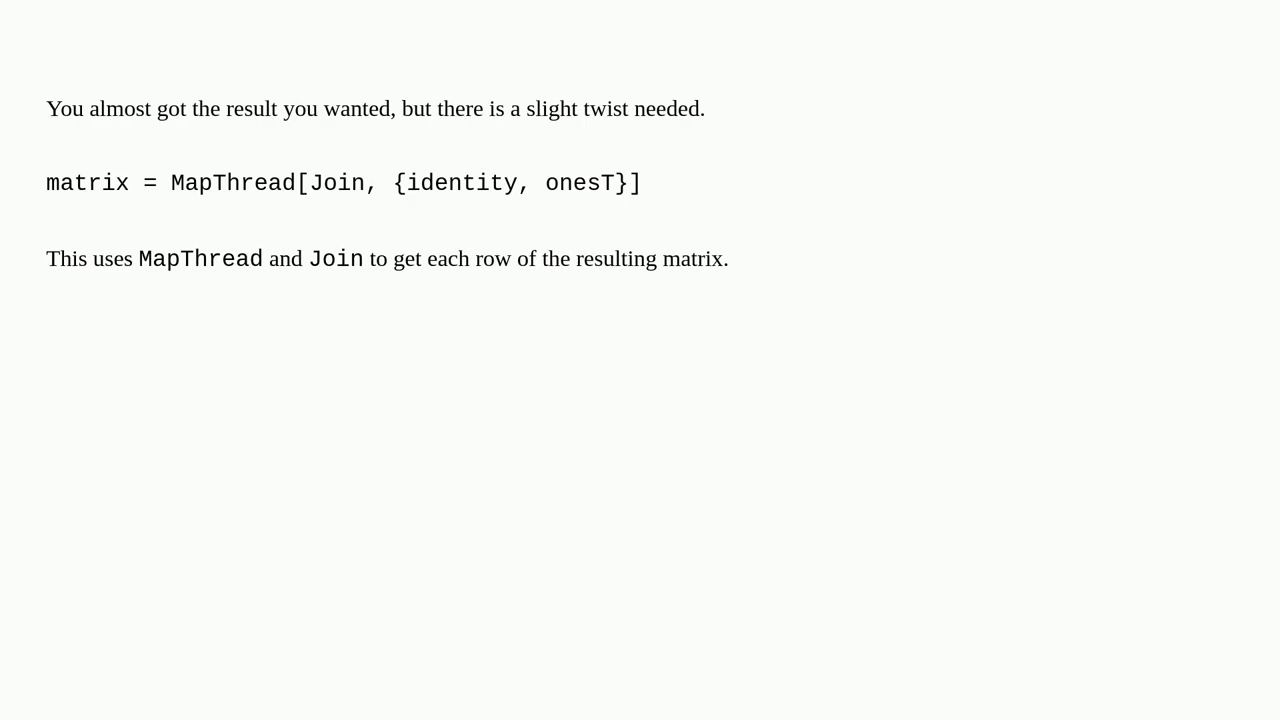 You almost got the result you wanted, but there is a slight twist needed.
matrix = MapThread[Join, {identity, onesT}]
This uses MapThread and Join to get each row of the resulting matrix.